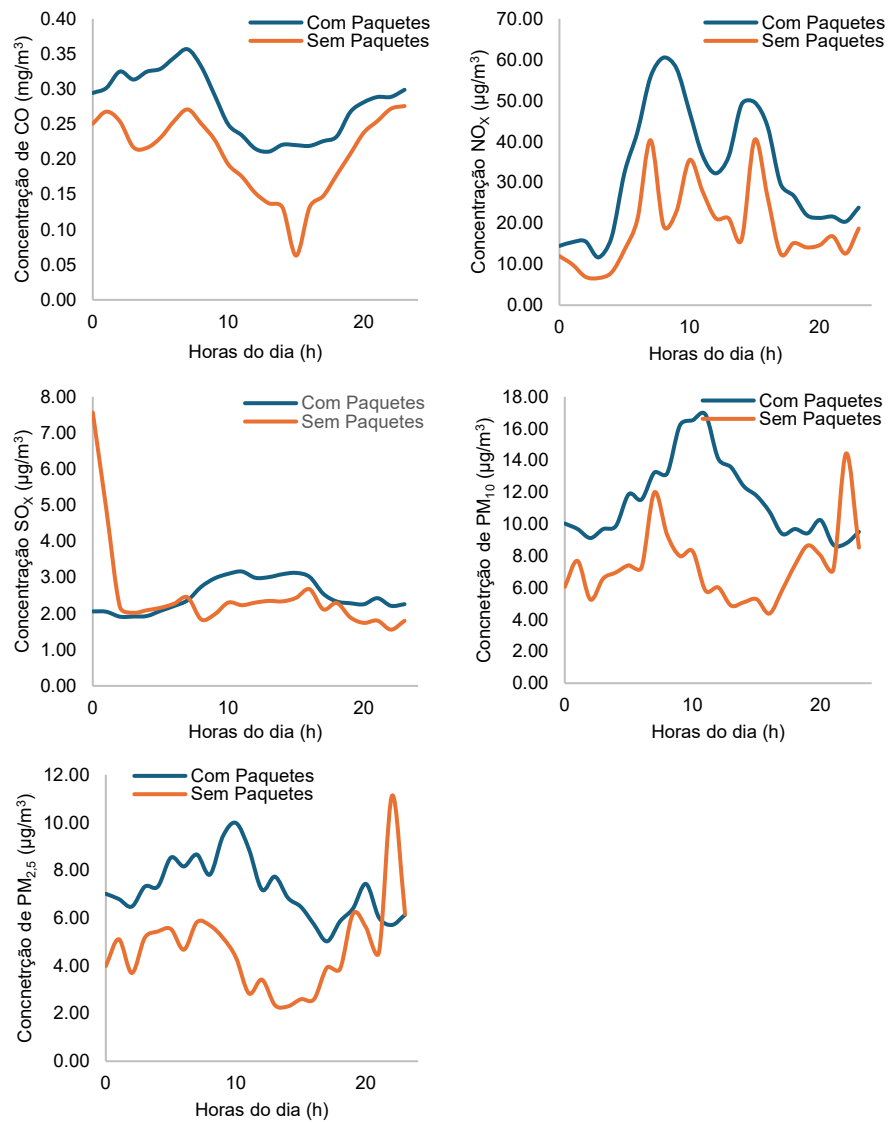 Concentração de CO (mg/m³)
0.40
0.35
0.30
0.25
0.20
0.15
0.10
0.05
0.00
0 10 20
Horas do dia (h)
Com Paquetes
Sem Paquetes
Concentração NOX (µg/m³)
70.00
60.00
50.00
40.00
30.00
20.00
10.00
0.00
0 10 20
Horas do dia (h)
Com Paquetes
Sem Paquetes
Concentração SOX (µg/m³)
8.00
7.00
6.00
5.00
4.00
3.00
2.00
1.00
0.00
0 10 20
Horas do dia (h)
Com Paquetes
Sem Paquetes
Concnetrção de PM10 (µg/m³)
18.00
16.00
14.00
12.00
10.00
8.00
6.00
4.00
2.00
0.00
0 10 20
Horas do dia (h)
Com Paquetes
Sem Paquetes
Concnetrção de PM2,5 (µg/m³)
12.00
10.00
8.00
6.00
4.00
2.00
0.00
0 10 20
Horas do dia (h)
Com Paquetes
Sem Paquetes